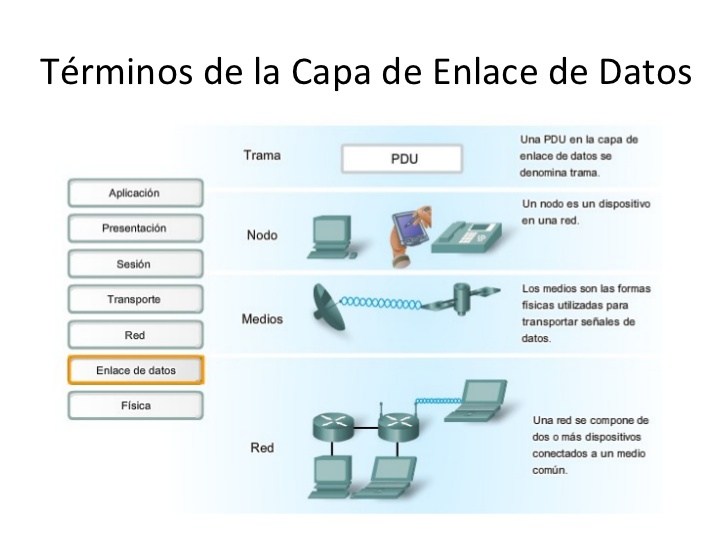 Términos de la Capa de Enlace de Datos
Aplicación
Presentación
Sesión
Transporte
Red
Enlace de datos
Física
Trama
PDU
Una PDU en la capa de
enlace de datos se
denomina trama.
Nodo
Un nodo es un dispositivo
en una red.
Medios
Los medios son las formas
físicas utilizadas para
transportar señales de
datos.
Red
Una red se compone de
dos o más dispositivos
conectados a un medio
común.